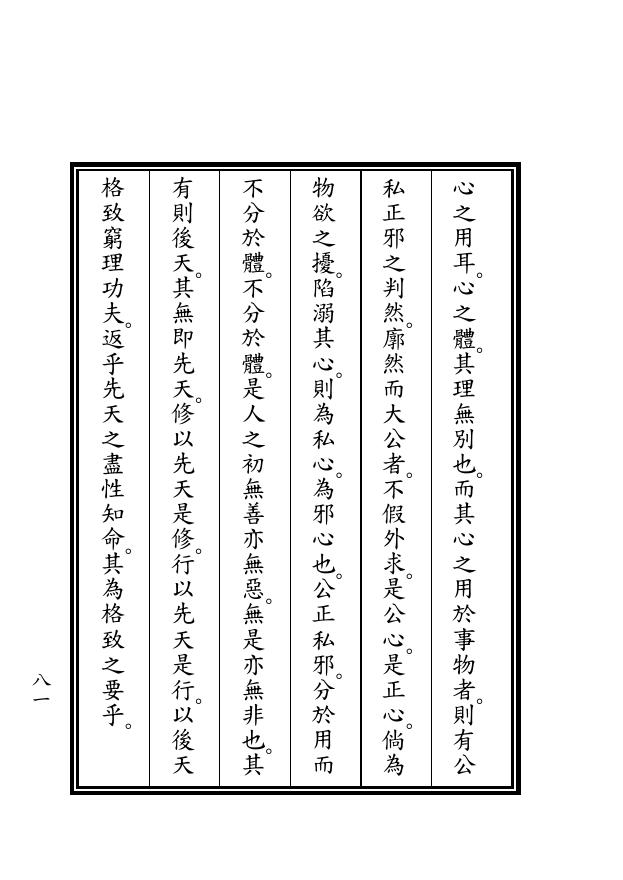 心之用耳。心之體。其理無別也。而其心之用於事物者。則有公
私正邪之判然。廓然而大公者。不假外求。是公心。是正心。倘為
物欲之擾。陷溺其心。則為私心。為邪心也。公正私邪。分於用而
不分於體。不分於體。是人之初無善亦無惡。無是亦無非也。其
有則後天。其無即先天。修以先天是修。行以先天是行。以後天
格致窮理功夫。返乎先天之盡性知命。其為格致之要乎。
八一